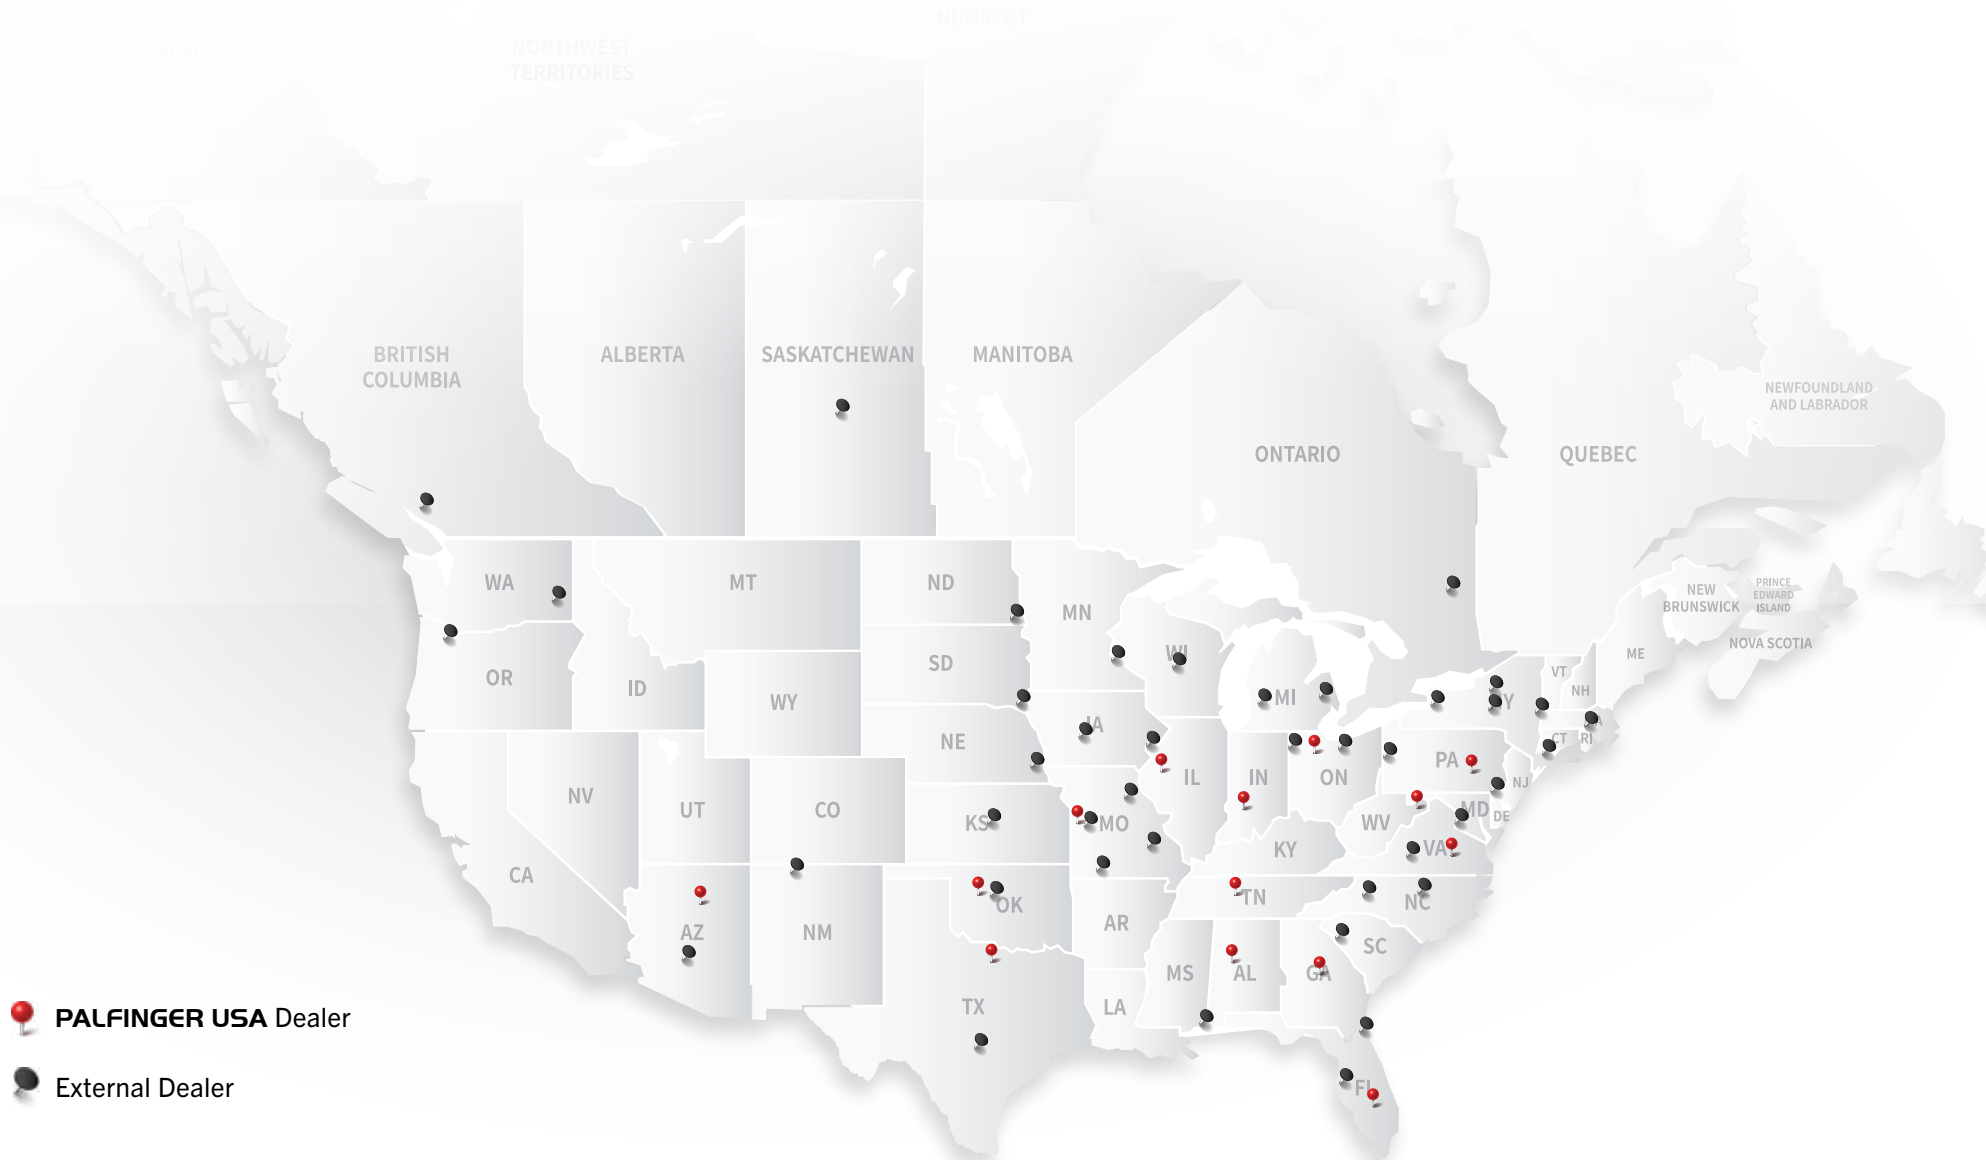 YUKON
NORTHWEST
TERRITORIES
NUNAVUT
BRITISH
COLUMBIA
ALBERTA
SASKATCHEWAN
MANITOBA
ONTARIO
QUEBEC
NEWFOUNDLAND
AND LABRADOR
NEW
BRUNSWICK
PRINCE
EDWARD
ISLAND
NOVA SCOTIA
WA
MT
ND
MN
OR
ID
WY
SD
WI
MI
NY
VT
NH
ME
NE
IA
IL
IN
ON
PA
NJ
CT
RI
MA
NV
UT
CO
KS
MO
KY
WV
VA
MD
DE
CA
AZ
NM
OK
AR
TN
NC
SC
TX
LA
MS
AL
GA
FL
PALFINGER USA Dealer
External Dealer